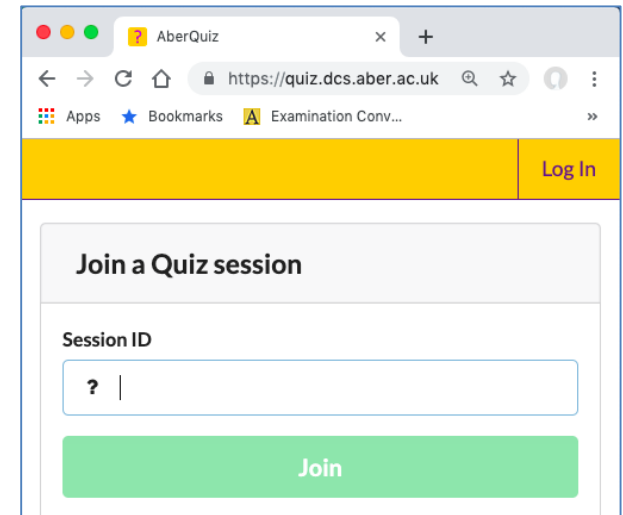 ? AberQuiz × +
https://quiz.dcs.aber.ac.uk
Apps Bookmarks A Examination Conv... »
Log In
Join a Quiz session
Session ID
?
Join